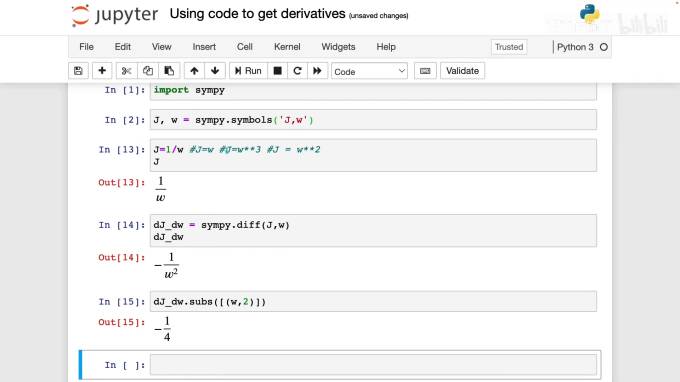 jupyter Using code to get derivatives (unsaved changes)
bilibili
File Edit View Insert Cell Kernel Widgets Help Trusted Python 3
Run Code Validate
In [1]: import sympy
In [2]: J, w = sympy.symbols('J,w')
In [13]: J=1/w #J=w #J=w**3 #J = w**2
J
Out[13]: 1/w
In [14]: dJ_dw = sympy.diff(J,w)
dJ_dw
Out[14]: −1/w²
In [15]: dJ_dw.subs([(w,2)])
Out[15]: −1/4
In [ ]: